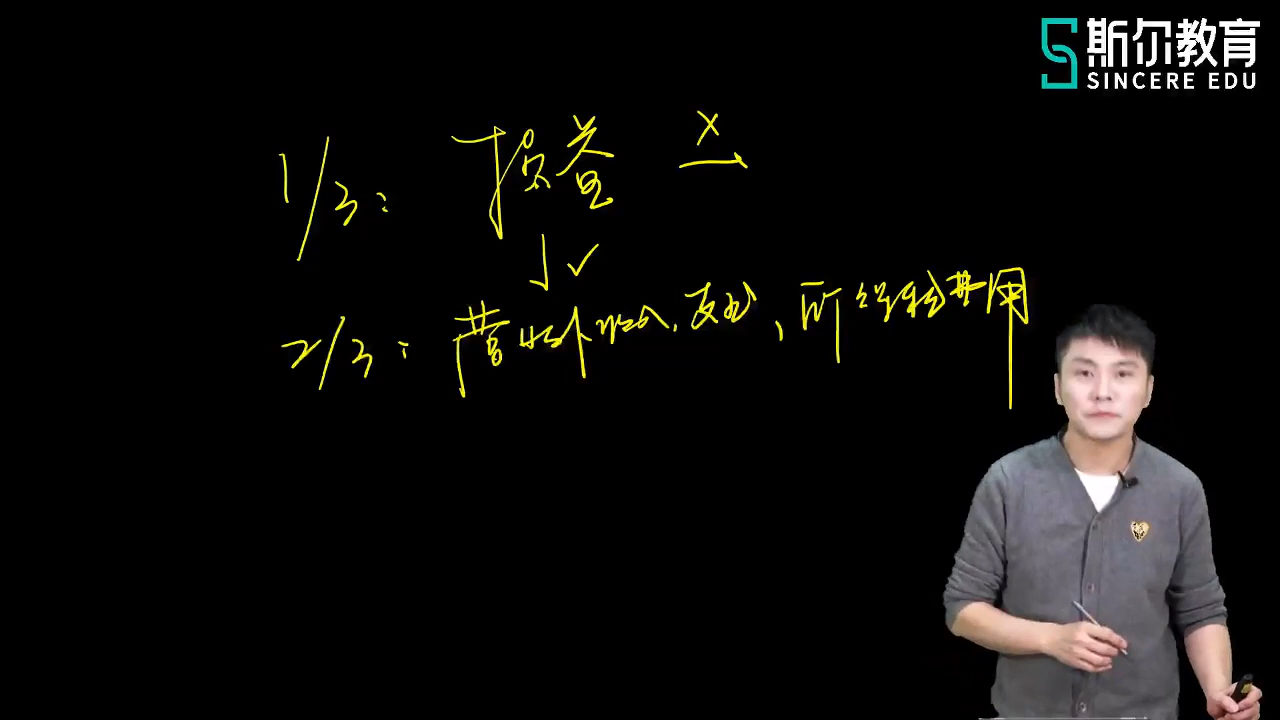 斯尔教育
SINCERE EDU
1/3: 损益 X →
↓ ✓
2/3: 营业外收入、支出、所得税费用